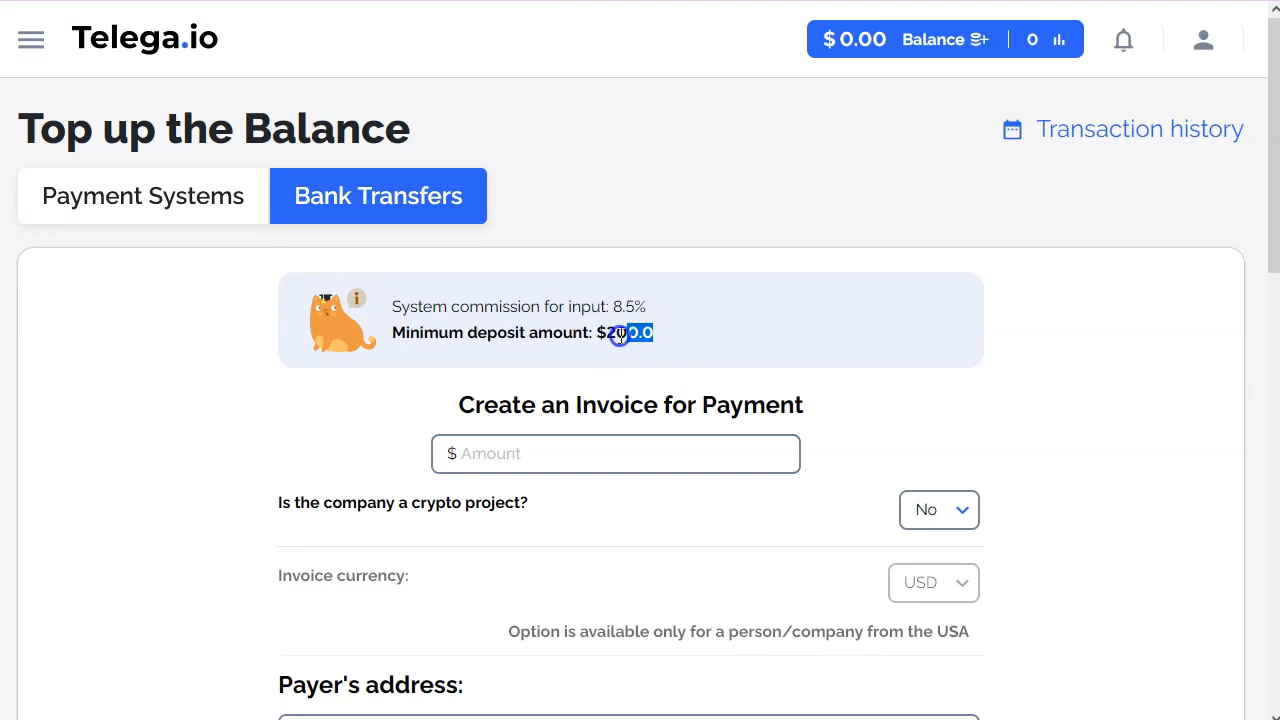 Telega.io
$ 0.00 Balance 0
Top up the Balance
Transaction history
Payment Systems
Bank Transfers
System commission for input: 8.5%
Minimum deposit amount: $200.0
Create an Invoice for Payment
$ Amount
Is the company a crypto project?
No
Invoice currency:
USD
Option is available only for a person/company from the USA
Payer's address: